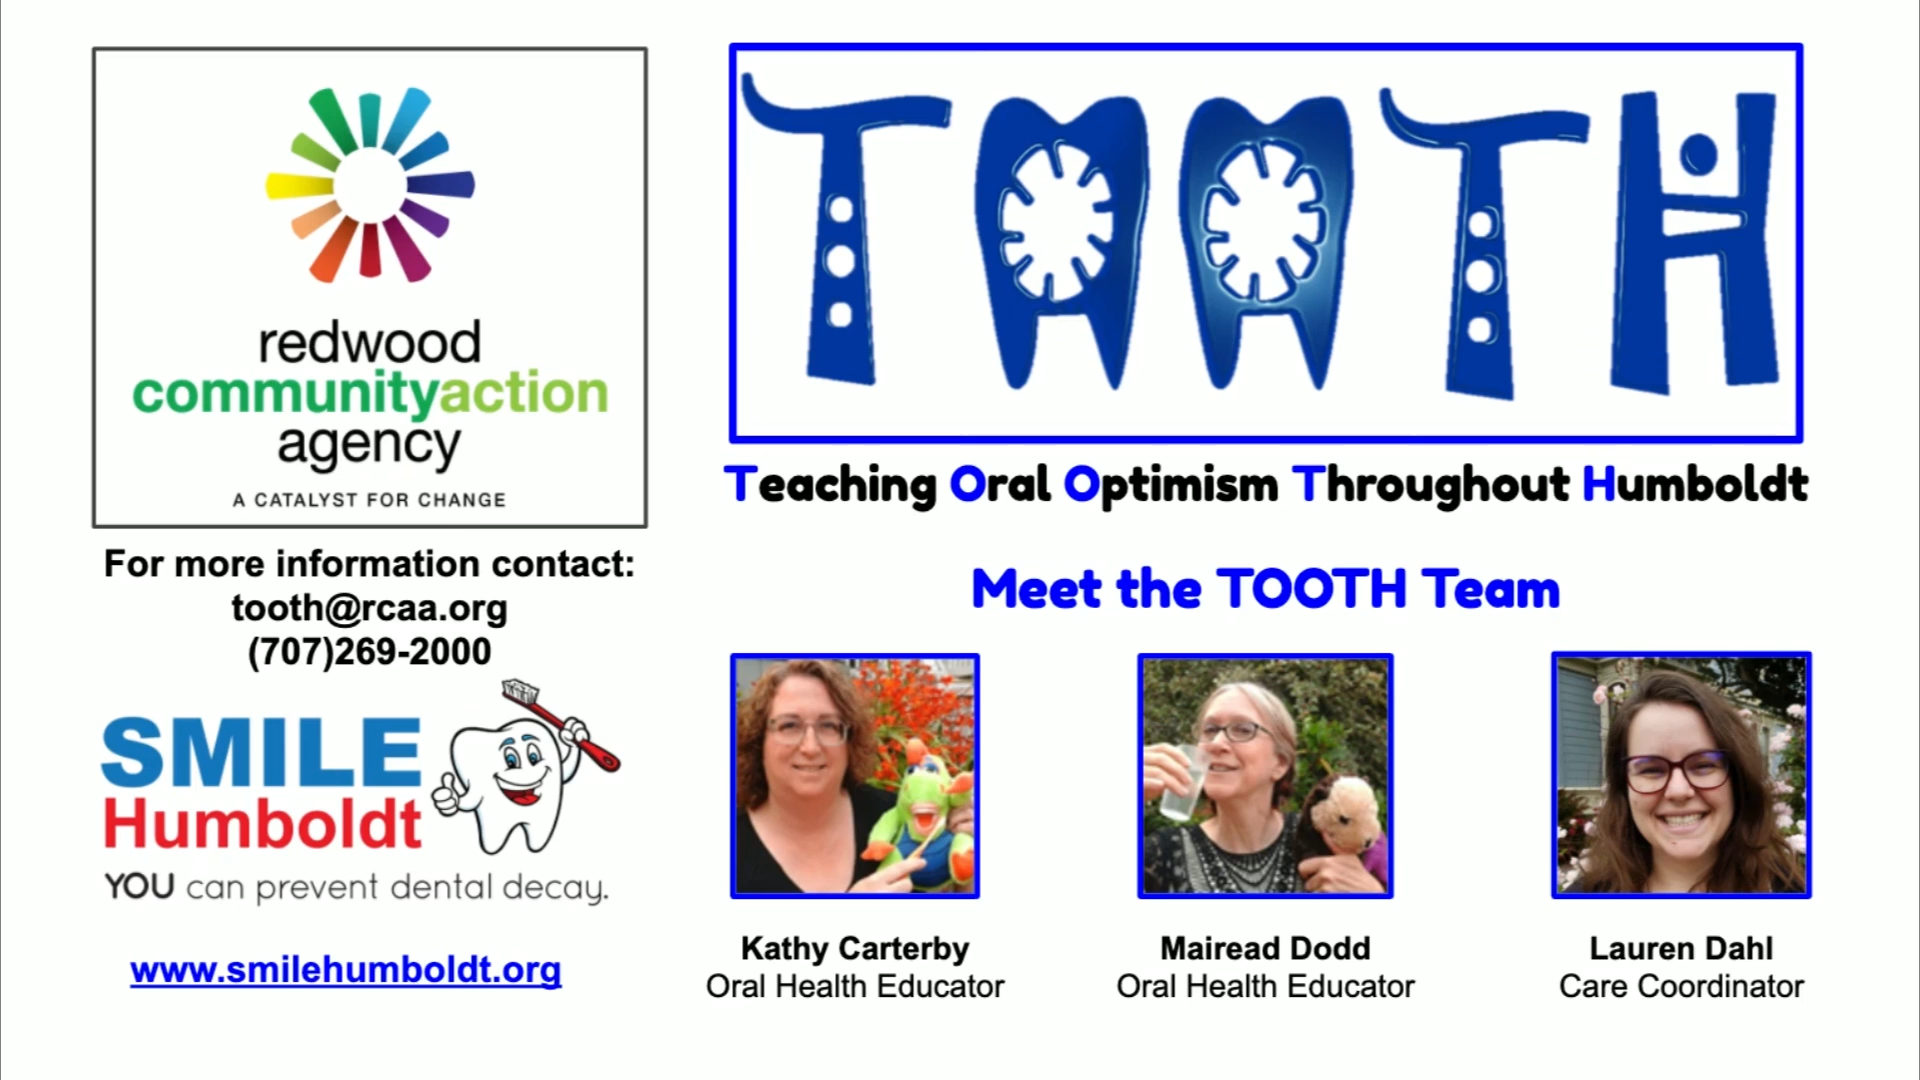 redwood
communityaction
agency
A CATALYST FOR CHANGE
For more information contact:
tooth@rcaa.org
(707)269-2000
SMILE
Humboldt
YOU can prevent dental decay.
www.smilehumboldt.org
TOOTH
Teaching Oral Optimism Throughout Humboldt
Meet the TOOTH Team
Kathy Carterby
Oral Health Educator
Mairead Dodd
Oral Health Educator
Lauren Dahl
Care Coordinator